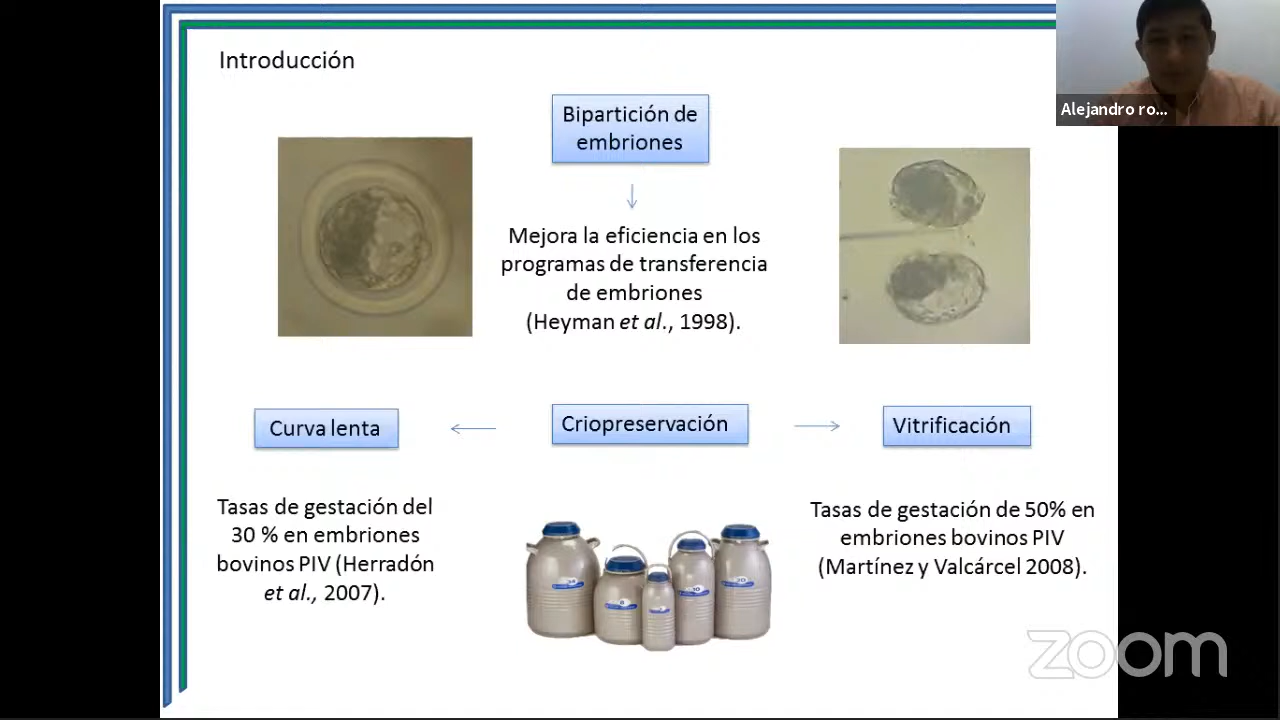 Introducción
Bipartición de
embriones
Mejora la eficiencia en los
programas de transferencia
de embriones
(Heyman et al., 1998).
Alejandro ro...
Curva lenta
Criopreservación
Vitrificación
Tasas de gestación del
30 % en embriones
bovinos PIV (Herradón
et al., 2007).
Tasas de gestación de 50% en
embriones bovinos PIV
(Martínez y Valcárcel 2008).
zoom